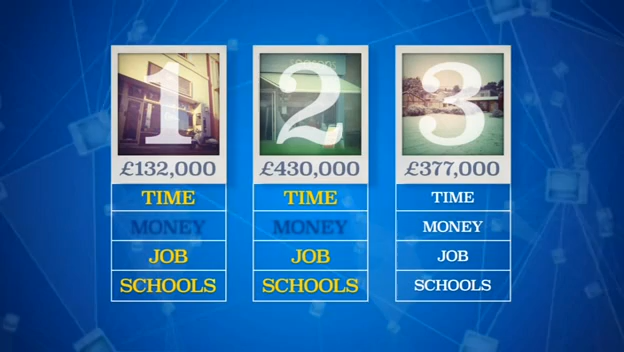 1
2
3
£132,000
£430,000
£377,000
TIME
TIME
TIME
MONEY
MONEY
MONEY
JOB
JOB
JOB
SCHOOLS
SCHOOLS
SCHOOLS